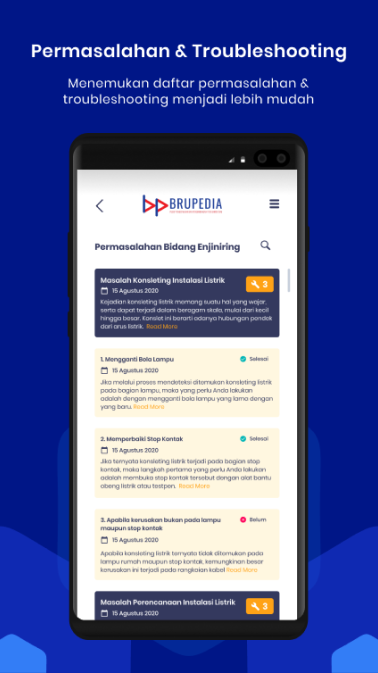 Permasalahan & Troubleshooting
Menemukan daftar permasalahan &
troubleshooting menjadi lebih mudah
BRUPEDIA
Permasalahan Bidang Enjiniring
Masalah Konsleting Instalasi Listrik
3
15 Agustus 2020
Kejadian konsleting listrik memang suatu hal yang wajar,
serta dapat terjadi dalam beragam skala, mulai dari kecil
hingga besar. Konslet ini berarti adanya hubungan pendek
dari arus listrik. Read More
1. Mengganti Bola Lampu
Selesai
15 Agustus 2020
Jika melalui proses mendeteksi ditemukan konsleting listrik
pada bagian lampu, maka yang perlu Anda lakukan
adalah dengan mengganti bola lampu yang lama dengan
yang baru. Read More
2. Memperbaiki Stop Kontak
Selesai
15 Agustus 2020
Jika ternyata konsleting listrik terjadi pada bagian stop
kontak, maka langkah pertama yang perlu Anda lakukan
adalah membuka stop kontak tersebut dengan alat bantu
obeng listrik atau testpen. Read More
3. Apabila kerusakan bukan pada lampu
maupun stop kontak
Belum
15 Agustus 2020
Apabila konsleting listrik ternyata tidak ditemukan pada
lampu rumah maupun stop kontak, kemungkinan besar
kerusakan ini terjadi pada rangkaian kabel Read More
Masalah Perencanaan Instalasi Listrik
3
15 Agustus 2020